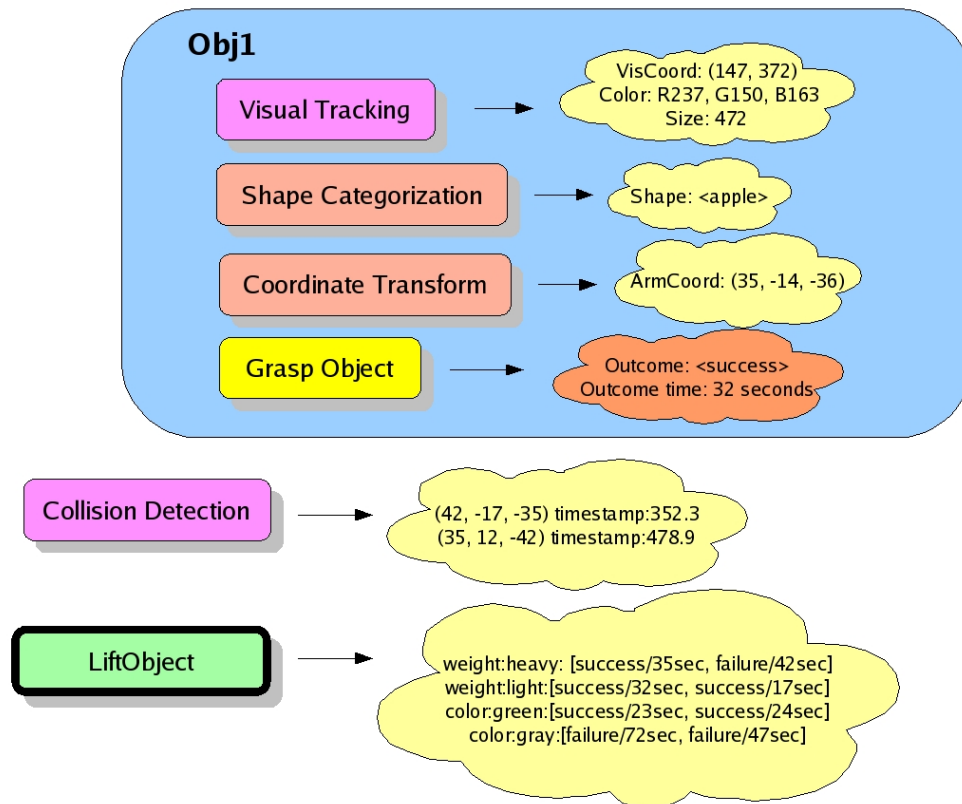 Obj1
Visual Tracking
VisCoord: (147, 372)
Color: R237, G150, B163
Size: 472
Shape Categorization
Shape: <apple>
Coordinate Transform
ArmCoord: (35, -14, -36)
Grasp Object
Outcome: <success>
Outcome time: 32 seconds
Collision Detection
(42, -17, -35) timestamp:352.3
(35, 12, -42) timestamp:478.9
LiftObject
weight:heavy: [success/35sec, failure/42sec]
weight:light:[success/32sec, success/17sec]
color:green:[success/23sec, success/24sec]
color:gray:[failure/72sec, failure/47sec]